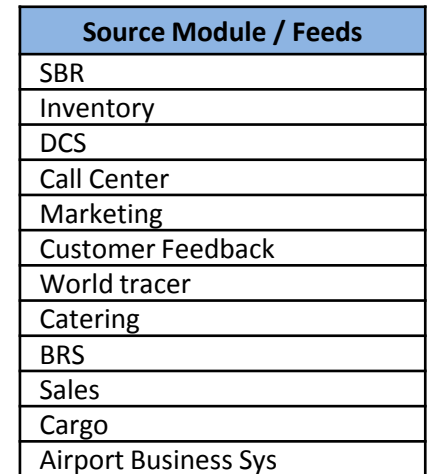 Source Module / Feeds
SBR
Inventory
DCS
Call Center
Marketing
Customer Feedback
World tracer
Catering
BRS
Sales
Cargo
Airport Business Sys